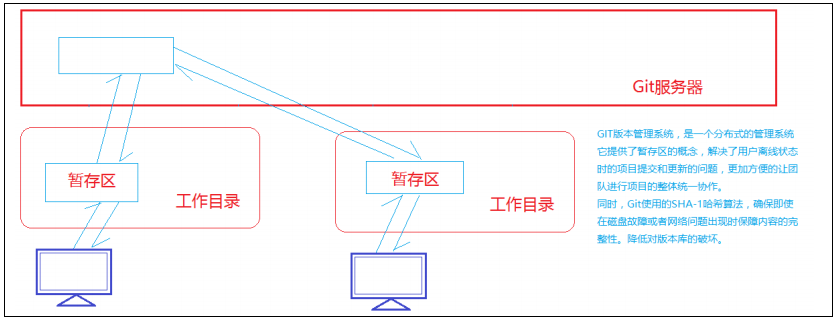 Git服务器
GIT版本管理系统，是一个分布式的管理系统
它提供了暂存区的概念，解决了用户离线状态
时的项目提交和更新的问题，更加方便的让团
队进行项目的整体统一协作。
同时，Git使用的SHA-1哈希算法，确保即使
在磁盘故障或者网络问题出现时保障内容的完
整性。降低对版本库的破坏。
暂存区
工作目录
暂存区
工作目录